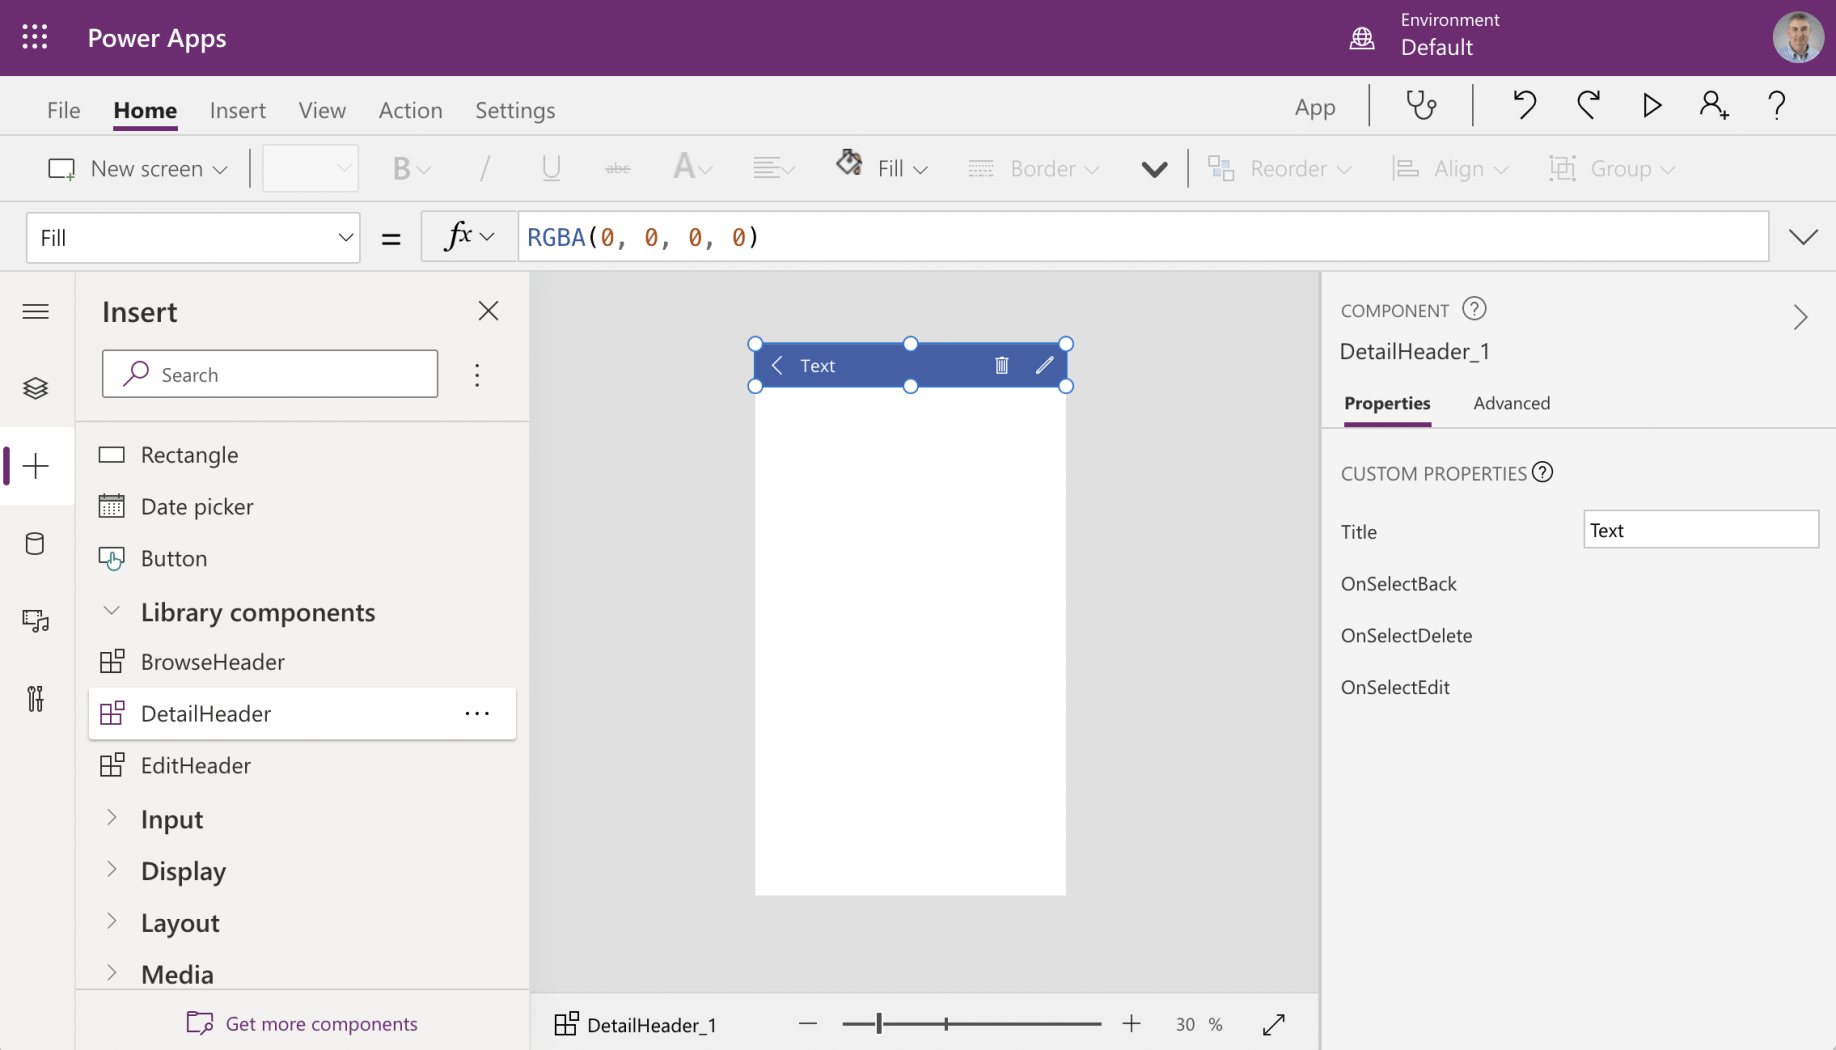 Power Apps
Environment
Default
File Home Insert View Action Settings
App
New screen
B / U abc A
Fill
Border
Reorder
Align
Group
Fill
= fx RGBA(0, 0, 0, 0)
Insert
Search
Rectangle
Date picker
Button
Library components
BrowseHeader
DetailHeader
EditHeader
Input
Display
Layout
Media
Get more components
Text
DetailHeader_1
30 %
COMPONENT ?
DetailHeader_1
Properties Advanced
CUSTOM PROPERTIES ?
Title Text
OnSelectBack
OnSelectDelete
OnSelectEdit